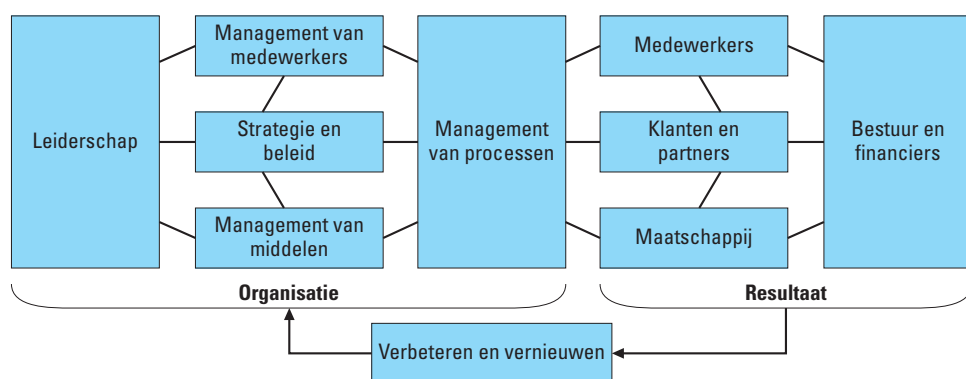 Leiderschap
Management van
medewerkers
Strategie en
beleid
Management van
middelen
Management
van processen
Medewerkers
Klanten en
partners
Maatschappij
Bestuur en
financiers
Organisatie
Resultaat
Verbeteren en vernieuwen